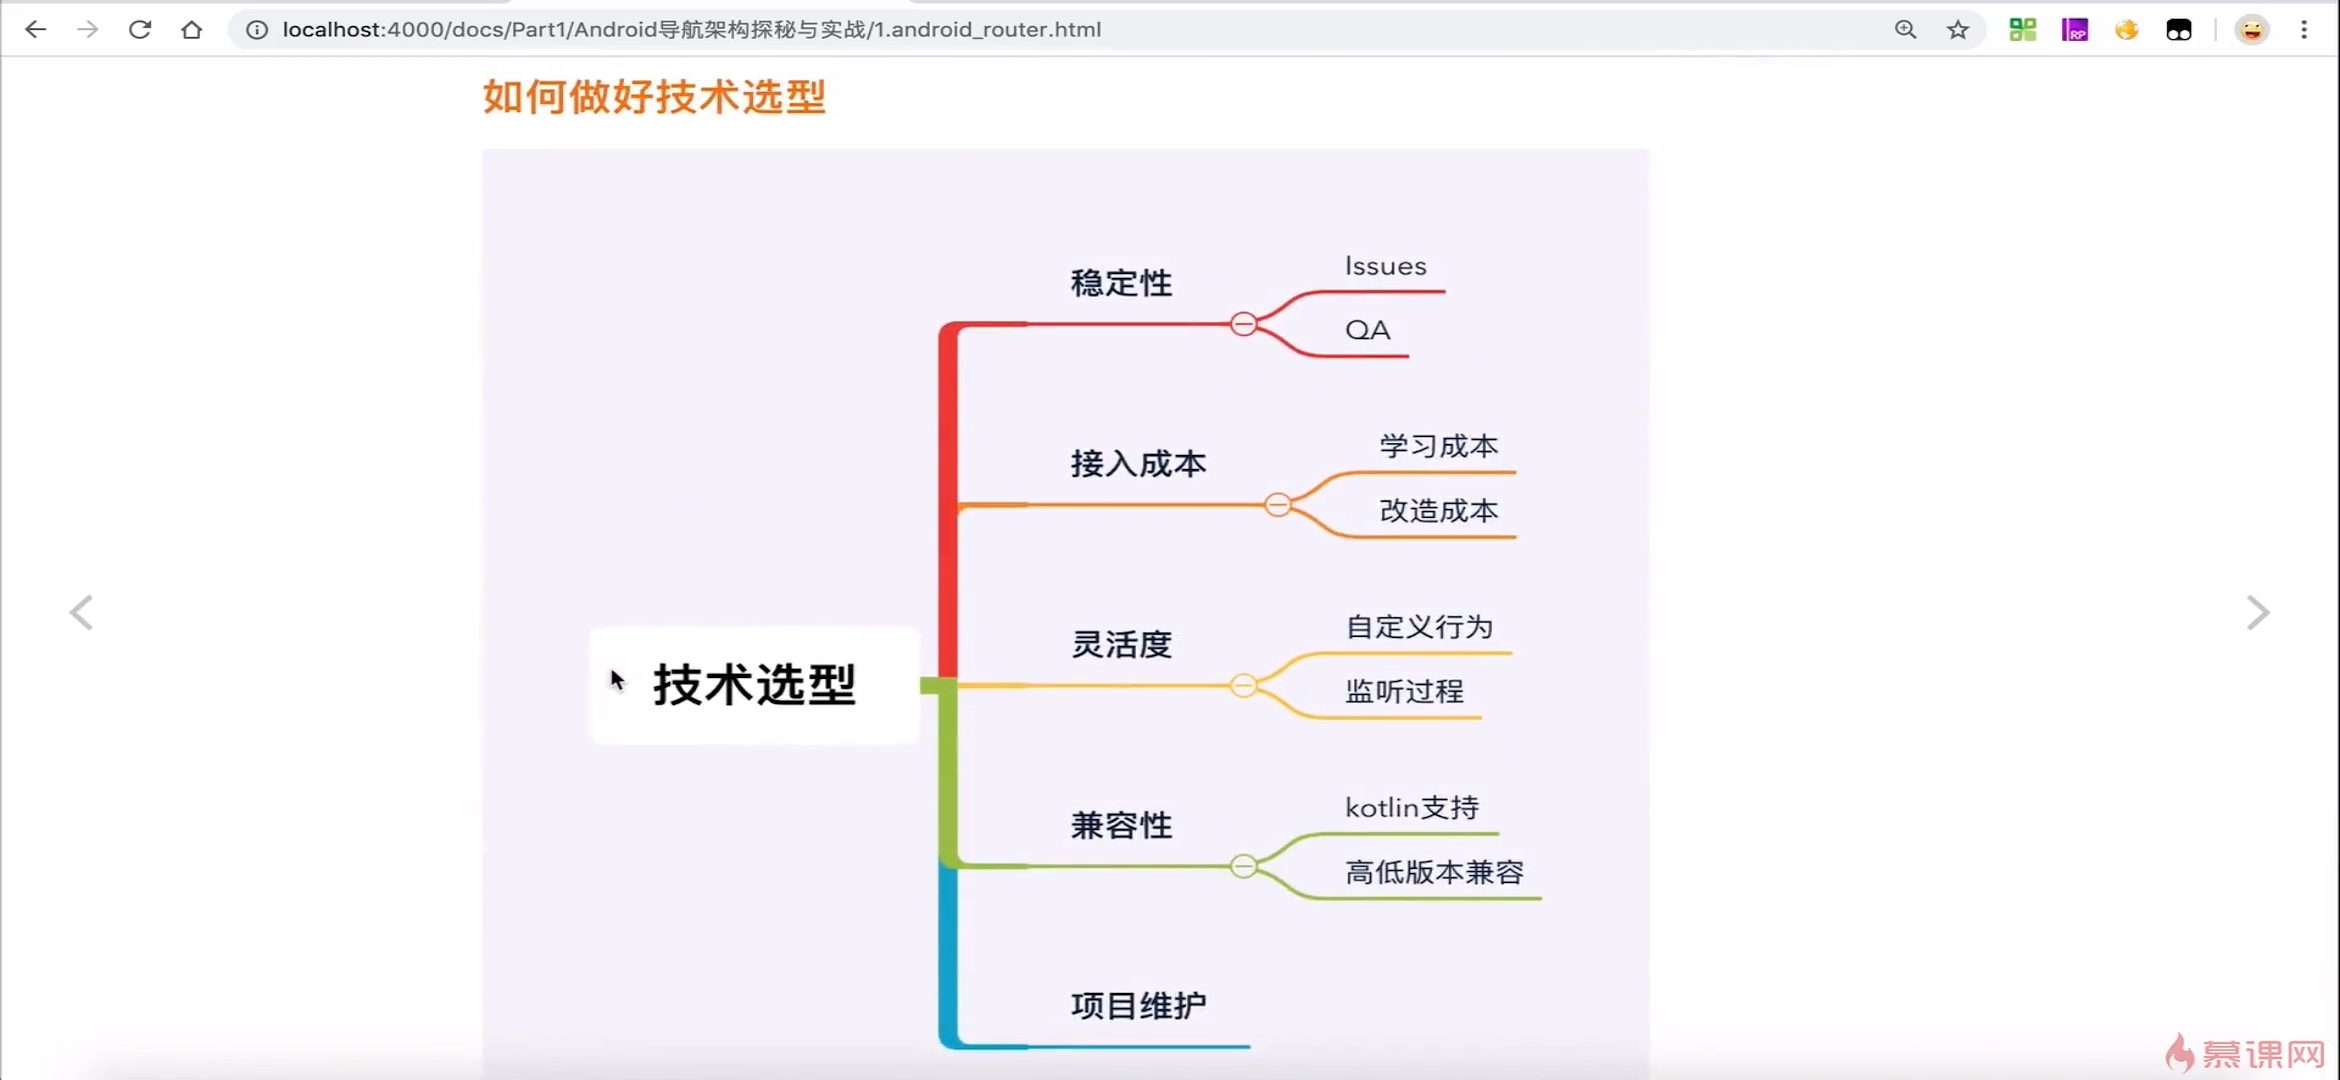 localhost:4000/docs/Part1/Android导航架构探秘与实战/1.android_router.html
RP
如何做好技术选型
技术选型
稳定性
Issues
QA
接入成本
学习成本
改造成本
灵活度
自定义行为
监听过程
兼容性
kotlin支持
高低版本兼容
项目维护
慕课网